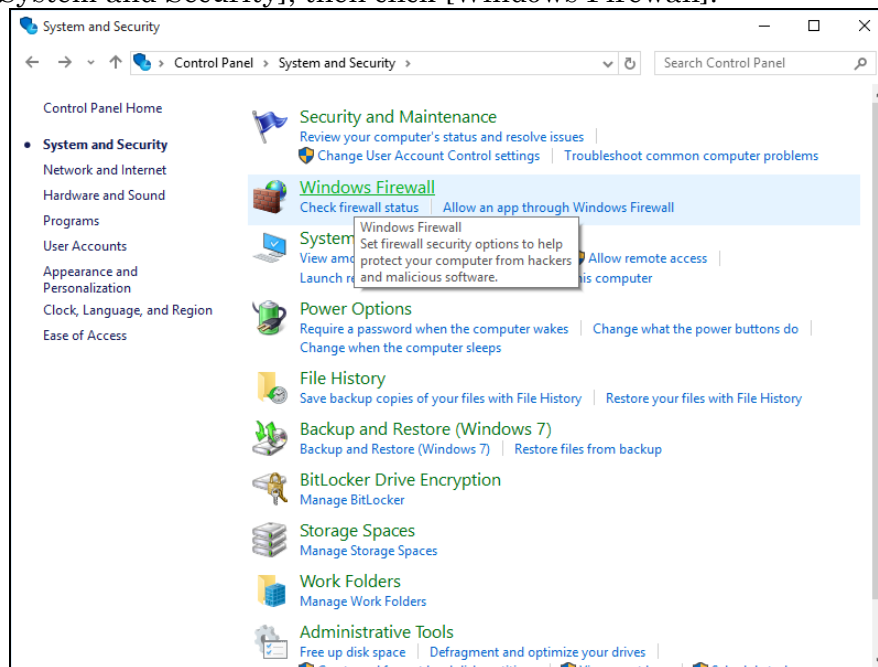 System and Security], then click [Windows Firewall].
System and Security
Control Panel > System and Security >
Search Control Panel
Control Panel Home
System and Security
Network and Internet
Hardware and Sound
Programs
User Accounts
Appearance and
Personalization
Clock, Language, and Region
Ease of Access
Security and Maintenance
Review your computer's status and resolve issues
Change User Account Control settings
Troubleshoot common computer problems
Windows Firewall
Check firewall status
Allow an app through Windows Firewall
Windows Firewall
Set firewall security options to help
protect your computer from hackers
and malicious software.
System
View
Allow remote access
Launch
computer
Power Options
Require a password when the computer wakes
Change what the power buttons do
Change when the computer sleeps
File History
Save backup copies of your files with File History
Restore your files with File History
Backup and Restore (Windows 7)
Backup and Restore (Windows 7)
Restore files from backup
BitLocker Drive Encryption
Manage BitLocker
Storage Spaces
Manage Storage Spaces
Work Folders
Manage Work Folders
Administrative Tools
Free up disk space
Defragment and optimize your drives